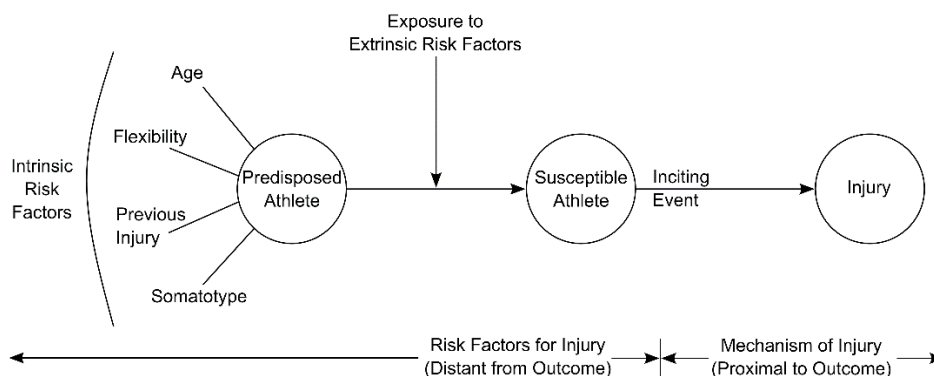 Exposure to
Extrinsic Risk Factors
Age
Flexibility
Intrinsic
Risk
Factors
Previous
Injury
Somatotype
Predisposed
Athlete
Susceptible
Athlete
Inciting
Event
Injury
Risk Factors for Injury
(Distant from Outcome)
Mechanism of Injury
(Proximal to Outcome)